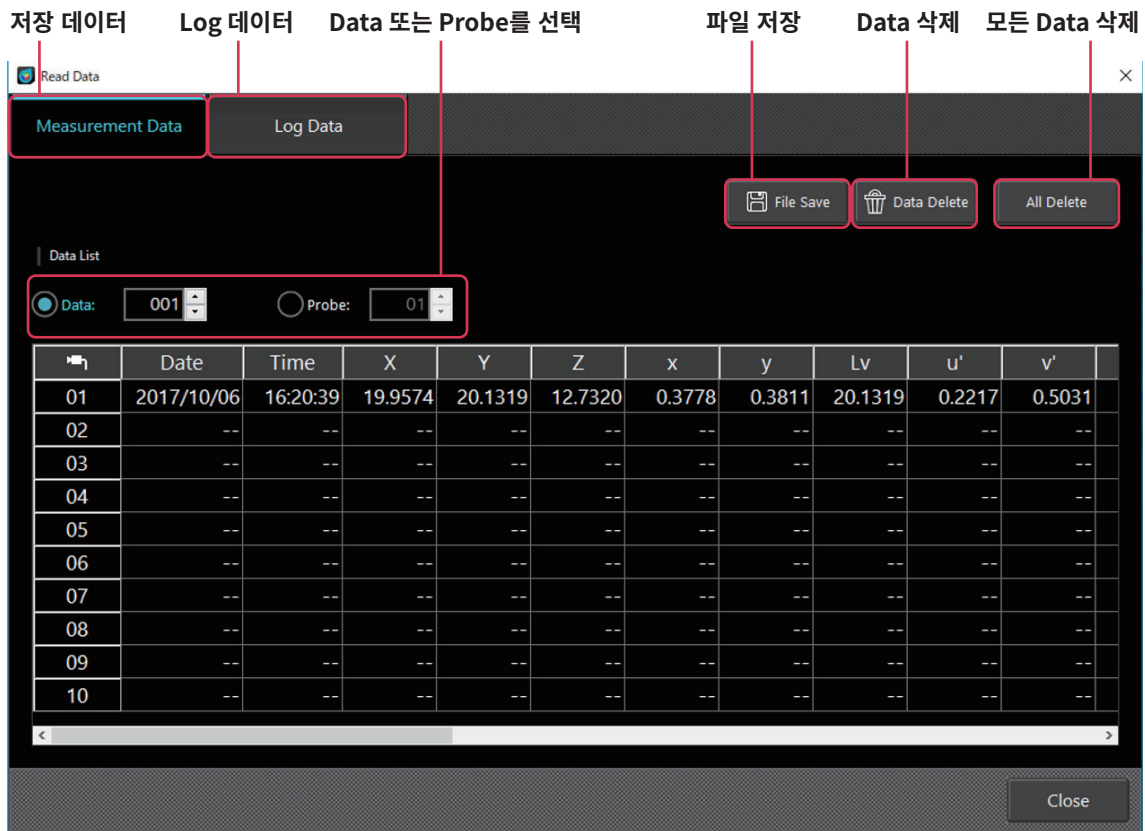 저장 데이터 Log 데이터 Data 또는 Probe를 선택 파일 저장 Data 삭제 모든 Data 삭제
Read Data
Measurement Data Log Data
File Save Data Delete All Delete
Data List
Data: 001 Probe: 01
Date Time X Y Z x y Lv u' v'
01 2017/10/06 16:20:39 19.9574 20.1319 12.7320 0.3778 0.3811 20.1319 0.2217 0.5031
02 -- -- -- -- -- -- -- -- -- --
03 -- -- -- -- -- -- -- -- -- --
04 -- -- -- -- -- -- -- -- -- --
05 -- -- -- -- -- -- -- -- -- --
06 -- -- -- -- -- -- -- -- -- --
07 -- -- -- -- -- -- -- -- -- --
08 -- -- -- -- -- -- -- -- -- --
09 -- -- -- -- -- -- -- -- -- --
10 -- -- -- -- -- -- -- -- -- --
Close